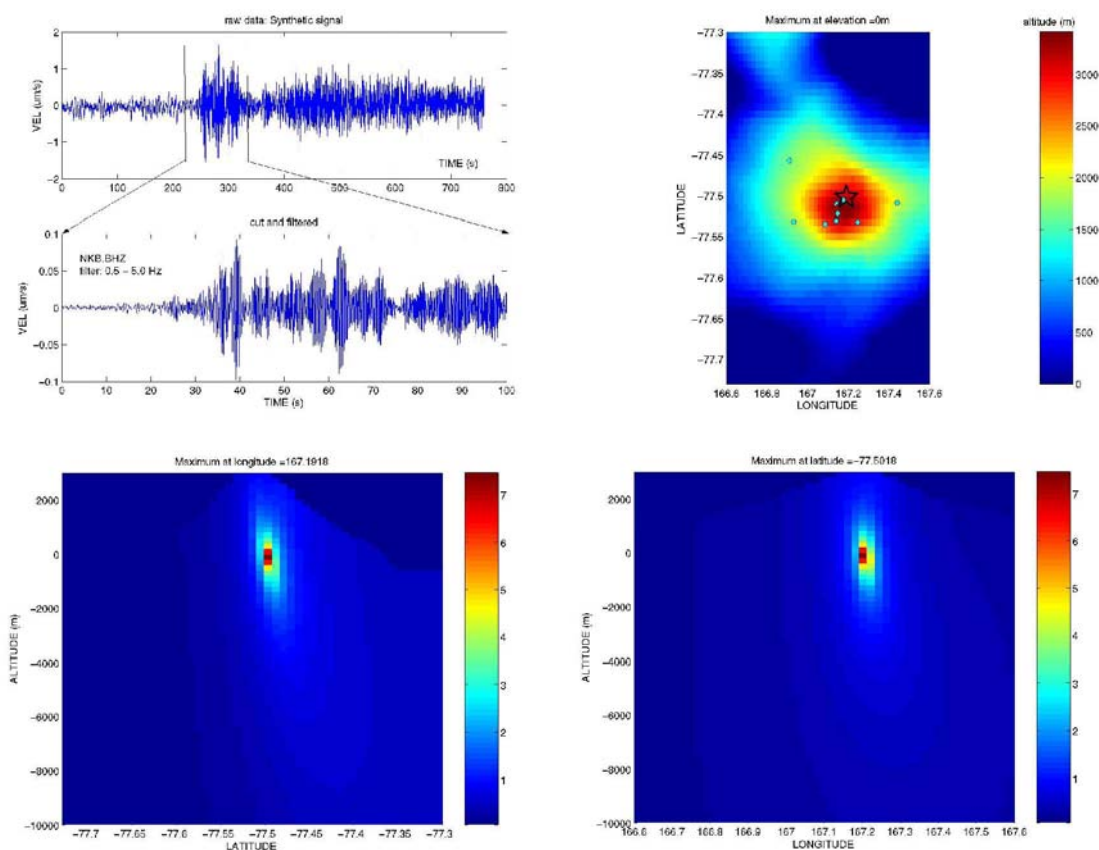 raw data: Synthetic signal
2
1
0
−1
−2
VEL (um/s)
TIME (s)
0 100 200 300 400 500 600 700 800
cut and filtered
0.1
0.05
0
−0.05
−0.1
VEL (um/s)
NKB.BHZ
filter: 0.5 − 5.0 Hz
0 10 20 30 40 50 60 70 80 90 100
TIME (s)
Maximum at elevation =0m
altitude (m)
−77.3
−77.35
−77.4
−77.45
−77.5
−77.55
−77.6
−77.65
−77.7
LATITUDE
166.6 166.8 167 167.2 167.4 167.6
LONGITUDE
3000
2500
2000
1500
1000
500
0
Maximum at longitude =167.1918
2000
0
−2000
−4000
−6000
−8000
−10000
ALTITUDE (m)
−77.7 −77.65 −77.6 −77.55 −77.5 −77.45 −77.4 −77.35 −77.3
LATITUDE
7
6
5
4
3
2
1
Maximum at latitude =−77.5018
2000
0
−2000
−4000
−6000
−8000
−10000
ALTITUDE (m)
166.6 166.7 166.8 166.9 167 167.1 167.2 167.3 167.4 167.5 167.6
LONGITUDE
7
6
5
4
3
2
1